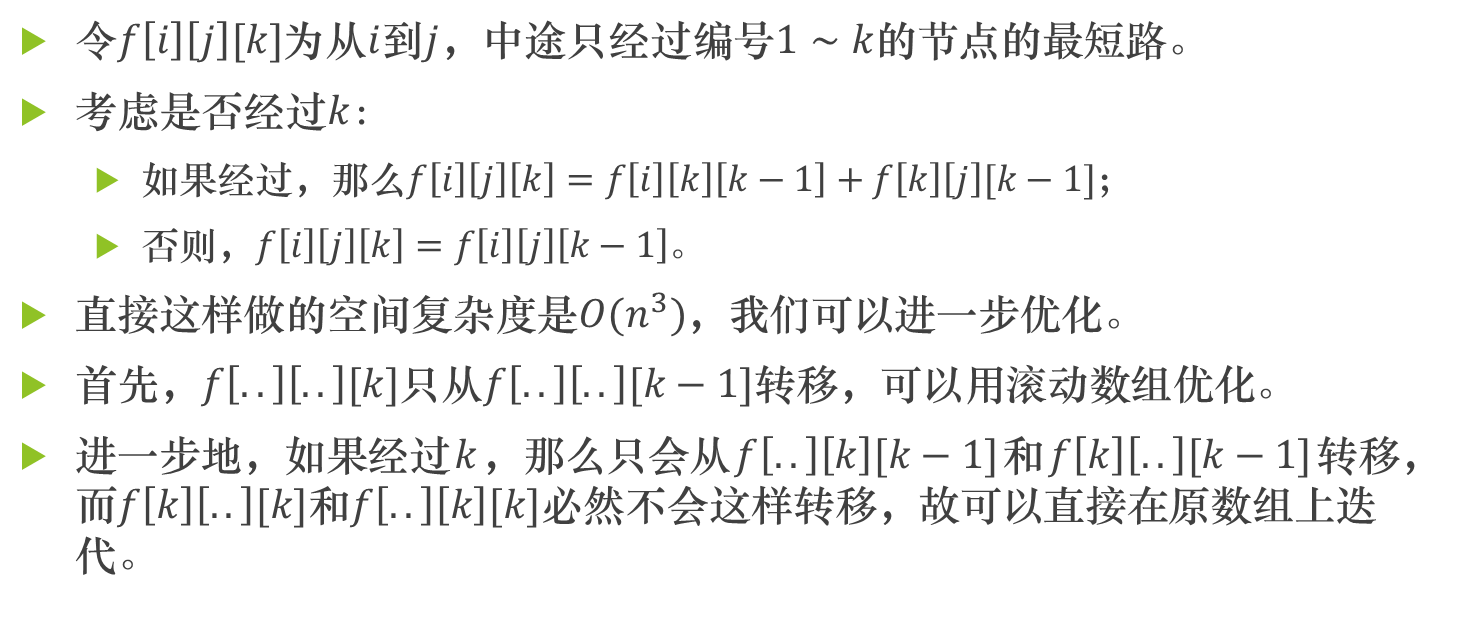 ▶ 令f[i][j][k]为从i到j，中途只经过编号1 ~ k的节点的最短路。
▶ 考虑是否经过k：
▶ 如果经过，那么f[i][j][k] = f[i][k][k − 1] + f[k][j][k − 1]；
▶ 否则，f[i][j][k] = f[i][j][k − 1]。
▶ 直接这样做的空间复杂度是O(n³)，我们可以进一步优化。
▶ 首先，f[..][..][k]只从f[..][..][k − 1]转移，可以用滚动数组优化。
▶ 进一步地，如果经过k，那么只会从f[..][k][k − 1]和f[k][..][k − 1]转移，
而f[k][..][k]和f[..][k][k]必然不会这样转移，故可以直接在原数组上迭
代。